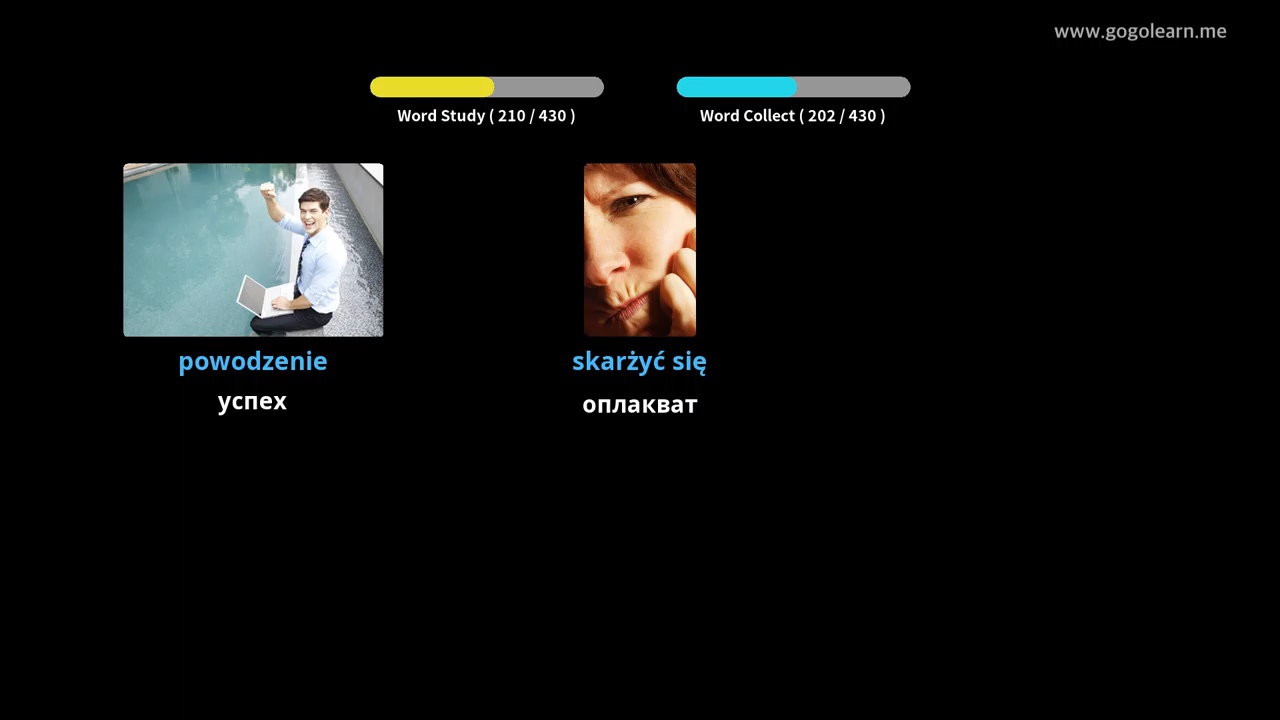 www.gogolearn.me
Word Study ( 210 / 430 )
Word Collect ( 202 / 430 )
powodzenie
успех
skarżyć się
оплакват